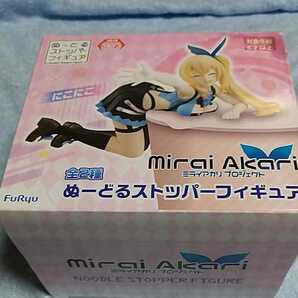 ぬーどる
ストッパー
フィギュア
にこにこ
全2種
mirai Akari
ミライアカリ プロジェクト
FuRyu
ぬーどるストッパーフィギュア
mirai Akari
ミライアカリ プロジェクト
NOODLE STOPPER FIGURE